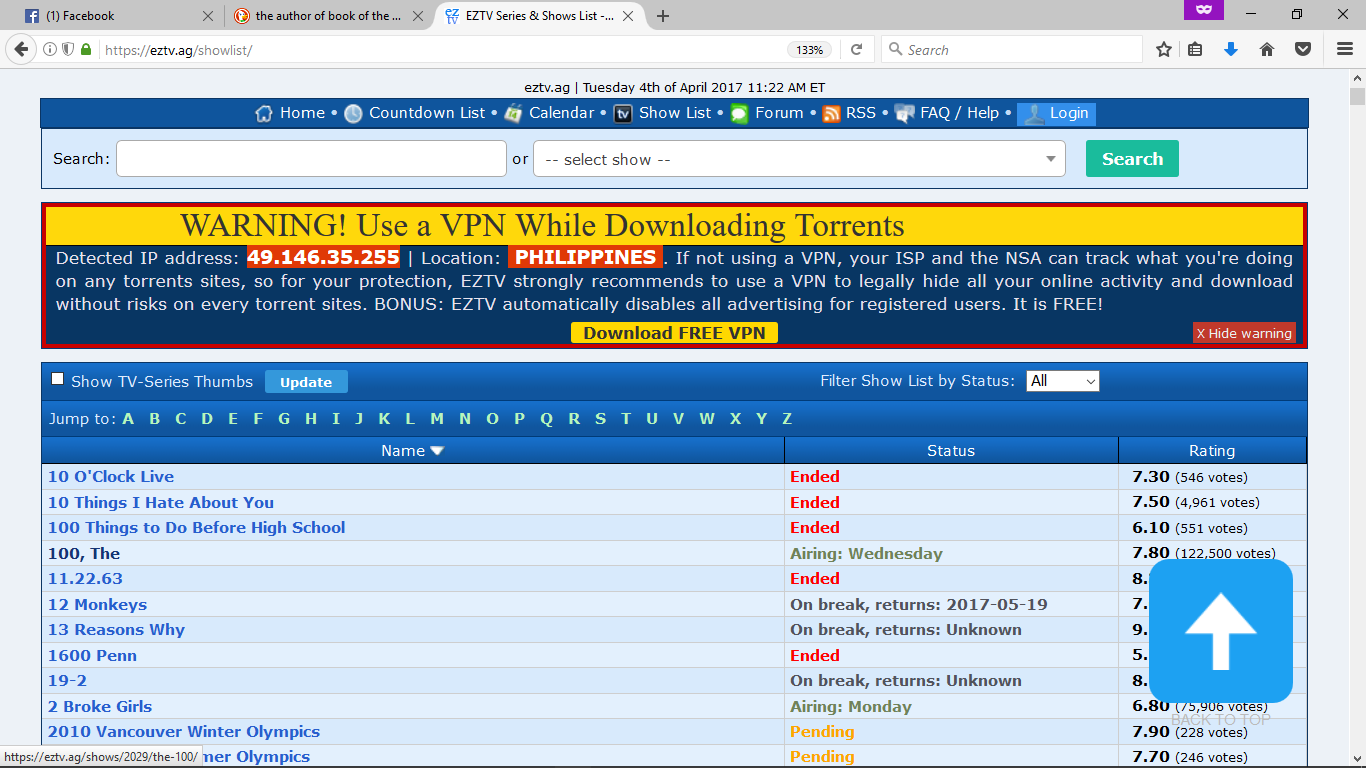 (1) Facebook
the author of book of the ...
EZTV Series & Shows List -...
https://eztv.ag/showlist/
133%
Search
eztv.ag | Tuesday 4th of April 2017 11:22 AM ET
Home • Countdown List • Calendar • Show List • Forum • RSS • FAQ / Help • Login
Search: or -- select show -- Search
WARNING! Use a VPN While Downloading Torrents
Detected IP address: 49.146.35.255 | Location: PHILIPPINES. If not using a VPN, your ISP and the NSA can track what you're doing
on any torrents sites, so for your protection, EZTV strongly recommends to use a VPN to legally hide all your online activity and download
without risks on every torrent sites. BONUS: EZTV automatically disables all advertising for registered users. It is FREE!
Download FREE VPN
X Hide warning
Show TV-Series Thumbs Update Filter Show List by Status: All
Jump to: A B C D E F G H I J K L M N O P Q R S T U V W X Y Z
Name Status Rating
10 O'Clock Live Ended 7.30 (546 votes)
10 Things I Hate About You Ended 7.50 (4,961 votes)
100 Things to Do Before High School Ended 6.10 (551 votes)
100, The Airing: Wednesday 7.80 (122,500 votes)
11.22.63 Ended 8.
12 Monkeys On break, returns: 2017-05-19 7.
13 Reasons Why On break, returns: Unknown 9.
1600 Penn Ended 5.
19-2 On break, returns: Unknown 8.
2 Broke Girls Airing: Monday 6.80 (75,906 votes)
BACK TO TOP
2010 Vancouver Winter Olympics Pending 7.90 (228 votes)
https://eztv.ag/shows/2029/the-100/ mer Olympics Pending 7.70 (246 votes)